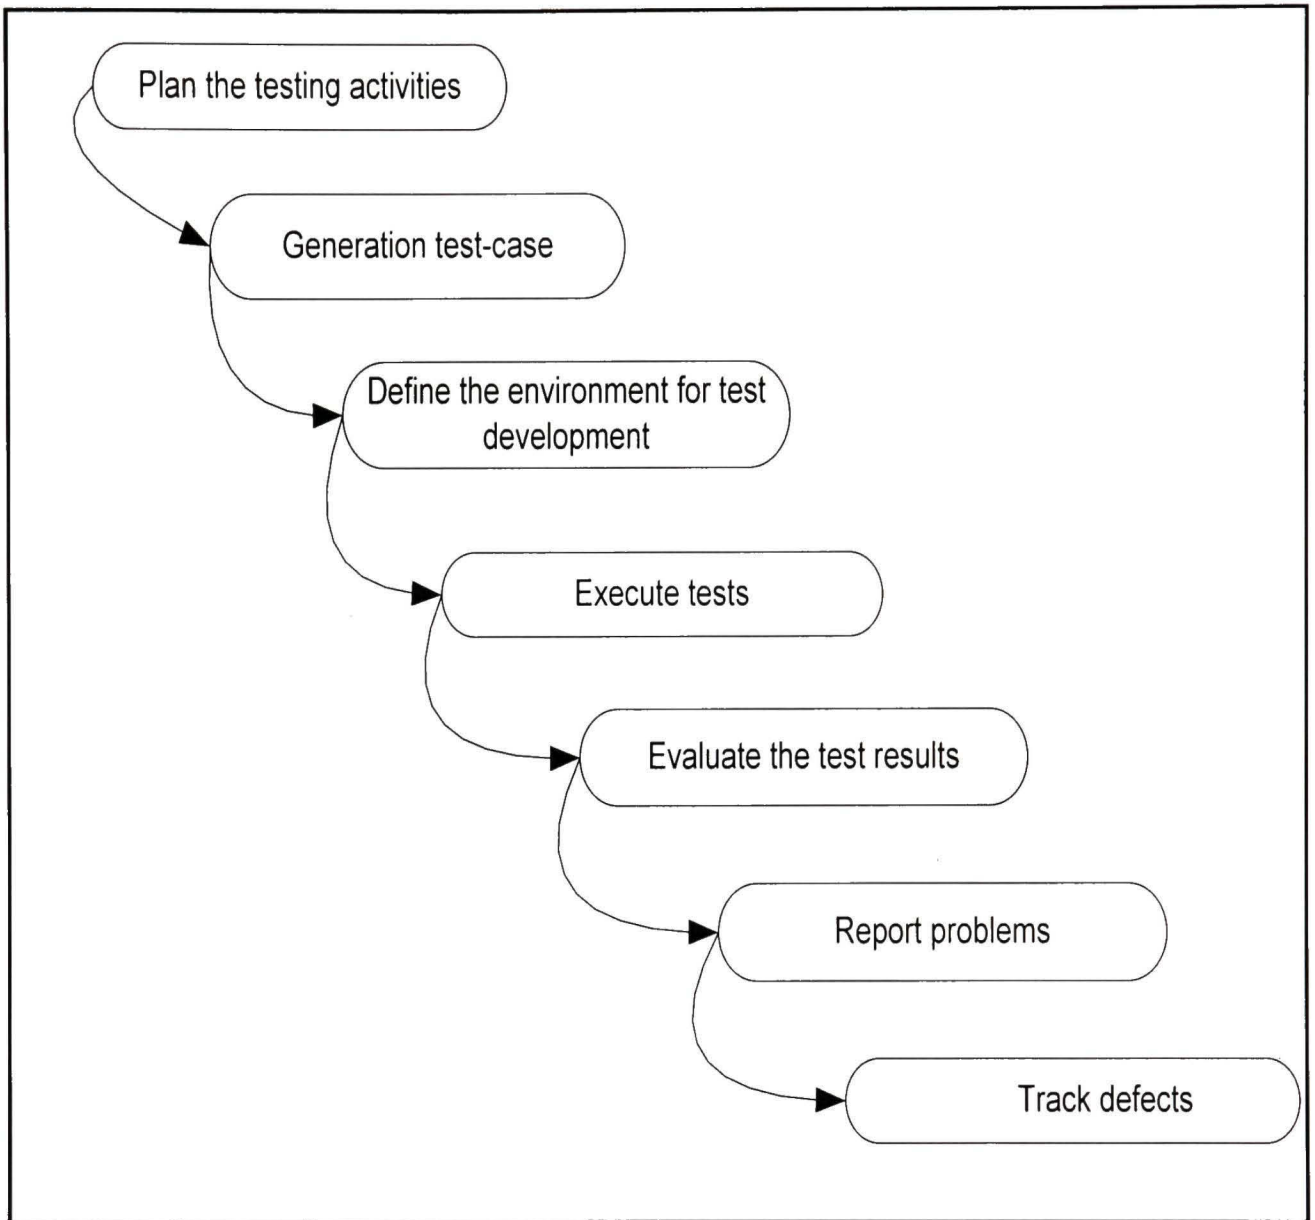 Plan the testing activities
Generation test-case
Define the environment for test
development
Execute tests
Evaluate the test results
Report problems
Track defects